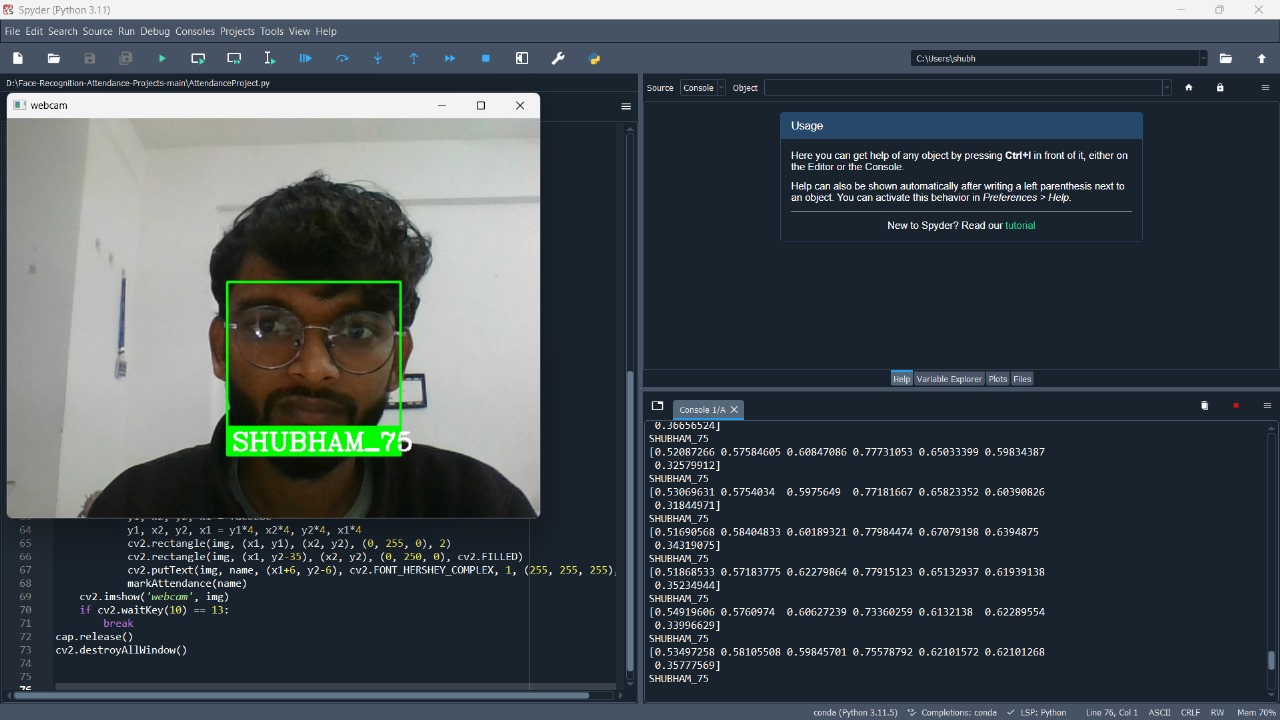 Spyder (Python 3.11)
File Edit Search Source Run Debug Consoles Projects Tools View Help
C:\Users\shubh
D:\Face-Recognition-Attendance-Projects-main\AttendanceProject.py
webcam
SHUBHAM_75
64 y1, x2, y2, x1 = y1*4, x2*4, y2*4, x1*4
65 cv2.rectangle(img, (x1, y1), (x2, y2), (0, 255, 0), 2)
66 cv2.rectangle(img, (x1, y2-35), (x2, y2), (0, 250, 0), cv2.FILLED)
67 cv2.putText(img, name, (x1+6, y2-6), cv2.FONT_HERSHEY_COMPLEX, 1, (255, 255, 255),
68 markAttendance(name)
69 cv2.imshow('webcam', img)
70 if cv2.waitKey(10) == 13:
71 break
72 cap.release()
73 cv2.destroyAllWindow()
74
75
76
Source Console Object
Usage
Here you can get help of any object by pressing Ctrl+I in front of it, either on
the Editor or the Console.
Help can also be shown automatically after writing a left parenthesis next to
an object. You can activate this behavior in Preferences > Help.
New to Spyder? Read our tutorial
Help Variable Explorer Plots Files
Console 1/A
0.36656524]
SHUBHAM_75
[0.52087266 0.57584605 0.60847086 0.77731053 0.65033399 0.59834387
0.32579912]
SHUBHAM_75
[0.53069631 0.5754034 0.5975649 0.77181667 0.65823352 0.60390826
0.31844971]
SHUBHAM_75
[0.51690568 0.58404833 0.60189321 0.77984474 0.67079198 0.6394875
0.34319075]
SHUBHAM_75
[0.51868533 0.57183775 0.62279864 0.77915123 0.65132937 0.61939138
0.35234944]
SHUBHAM_75
[0.54919606 0.5760974 0.60627239 0.73360259 0.6132138 0.62289554
0.33996629]
SHUBHAM_75
[0.53497258 0.58105508 0.59845701 0.75578792 0.62101572 0.62101268
0.35777569]
SHUBHAM_75
conda (Python 3.11.5) Completions: conda LSP: Python Line 76, Col 1 ASCII CRLF RW Mem 70%